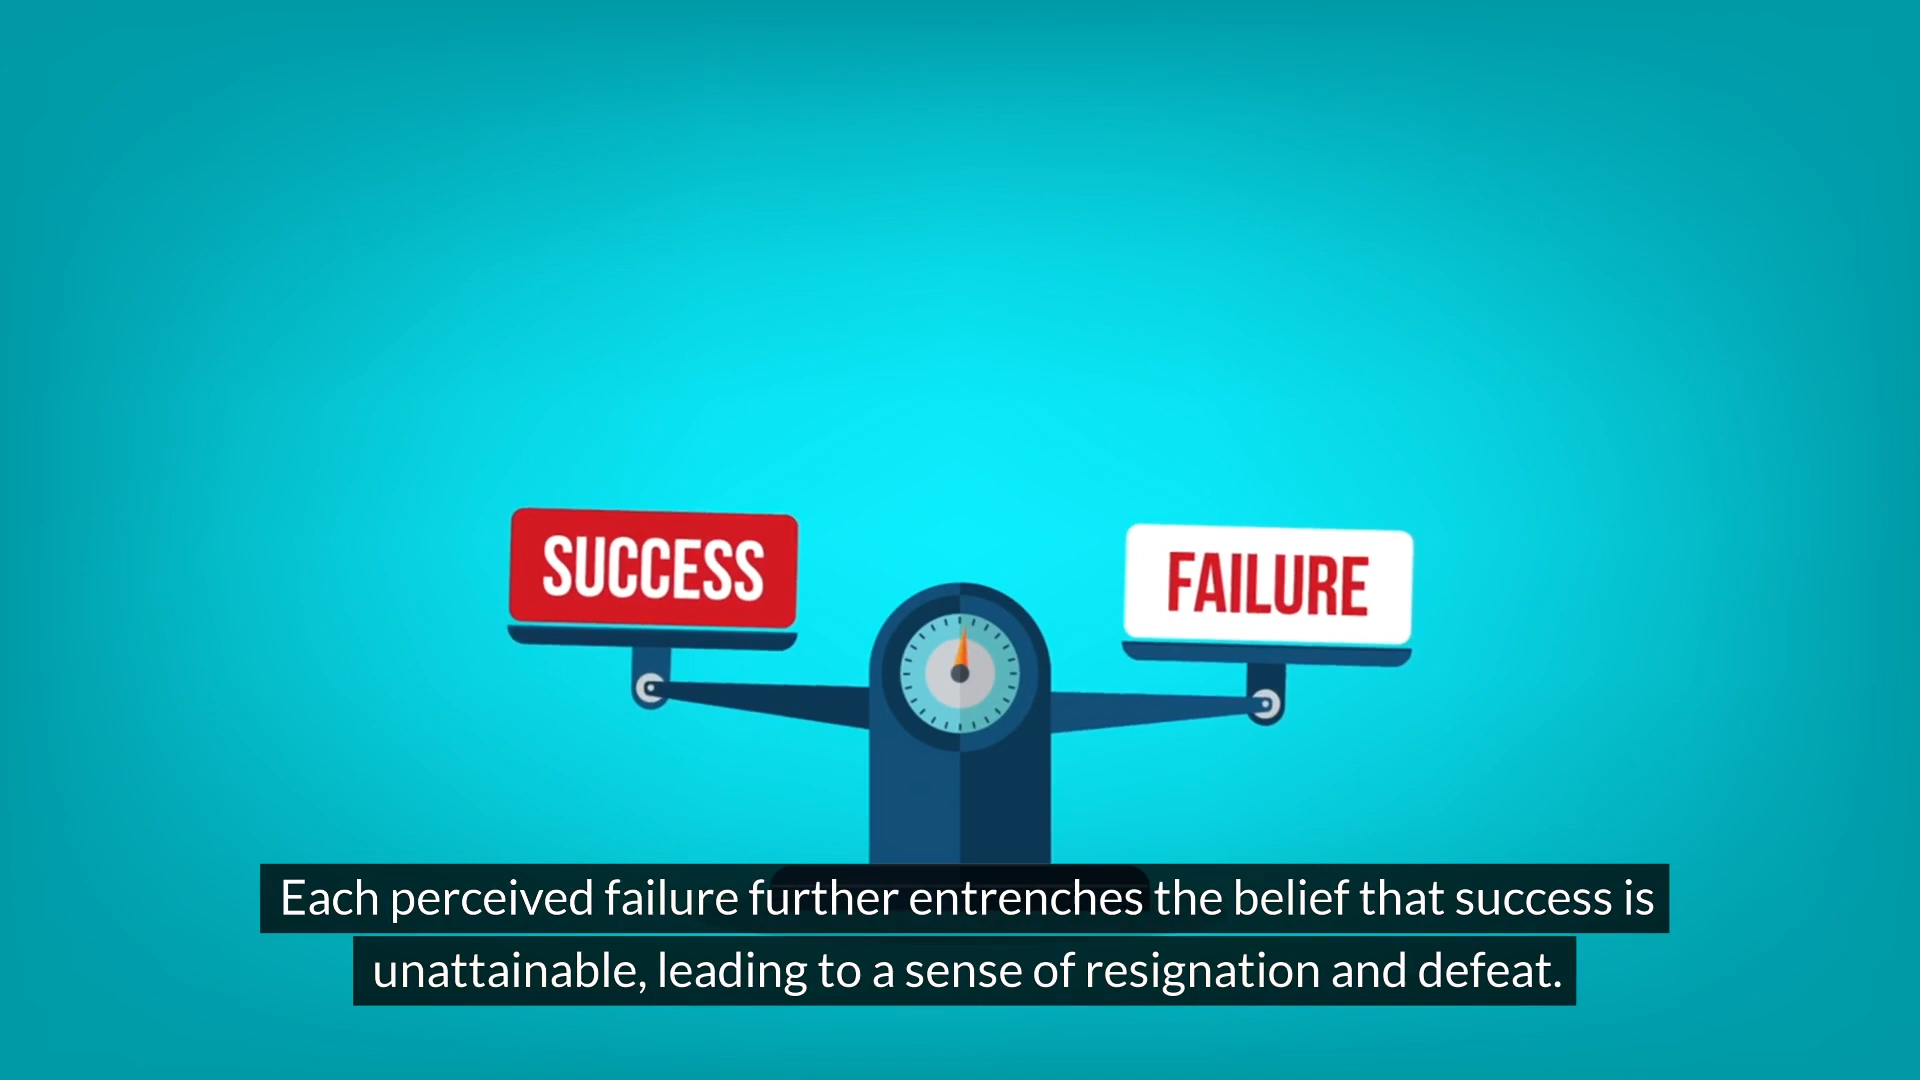 SUCCESS
FAILURE
Each perceived failure further entrenches the belief that success is
unattainable, leading to a sense of resignation and defeat.